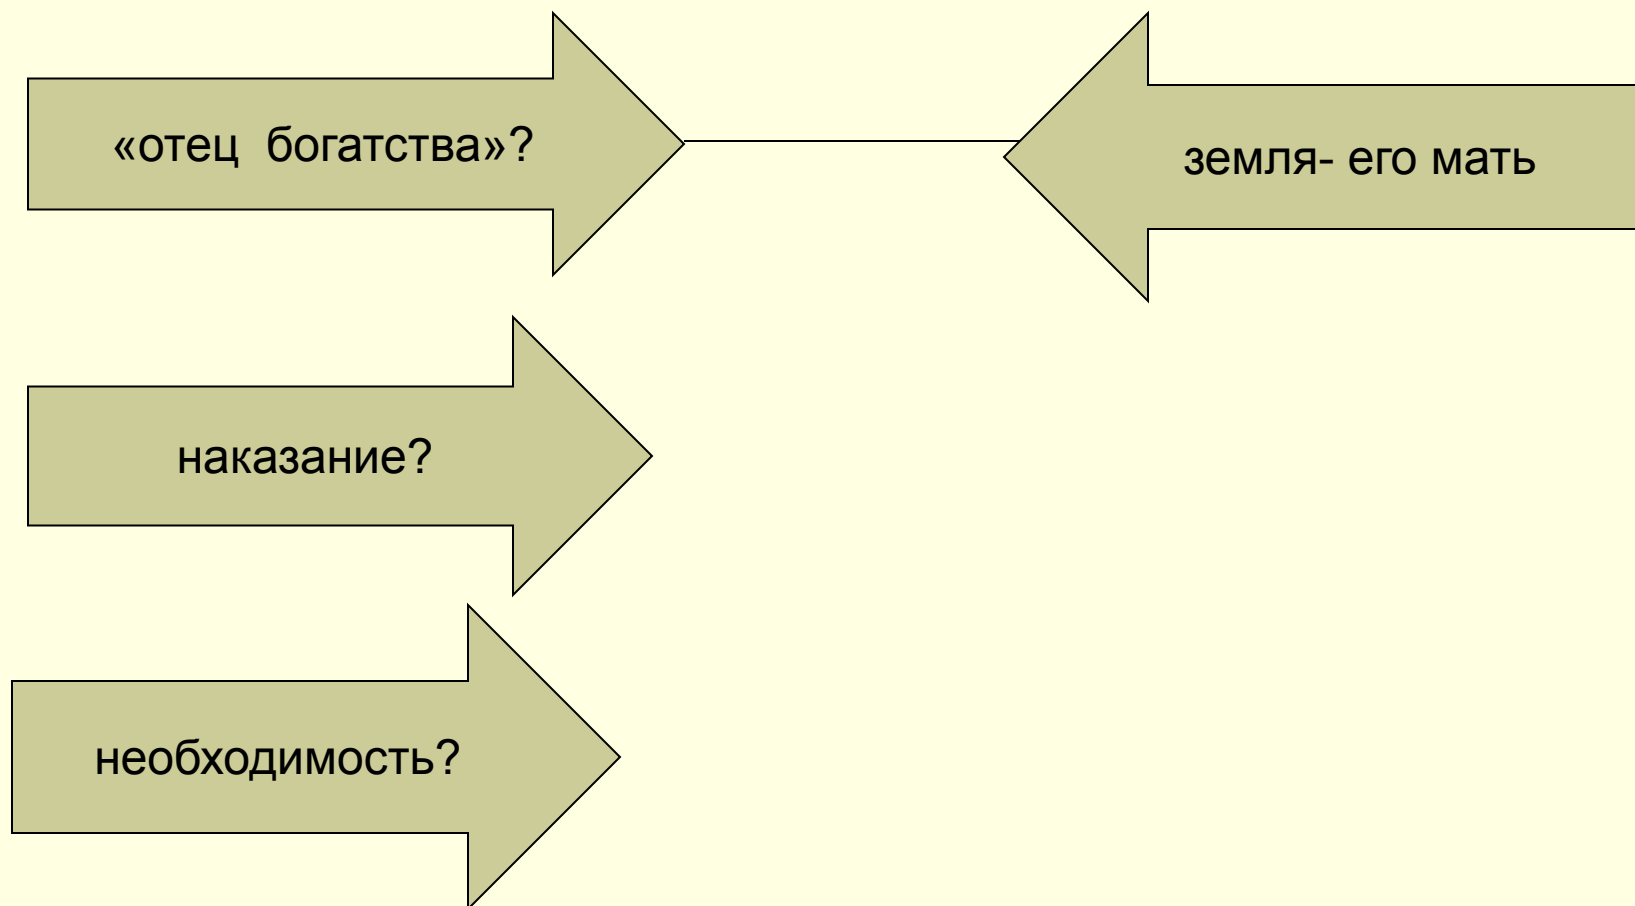 «отец богатства»?
земля- его мать
наказание?
необходимость?